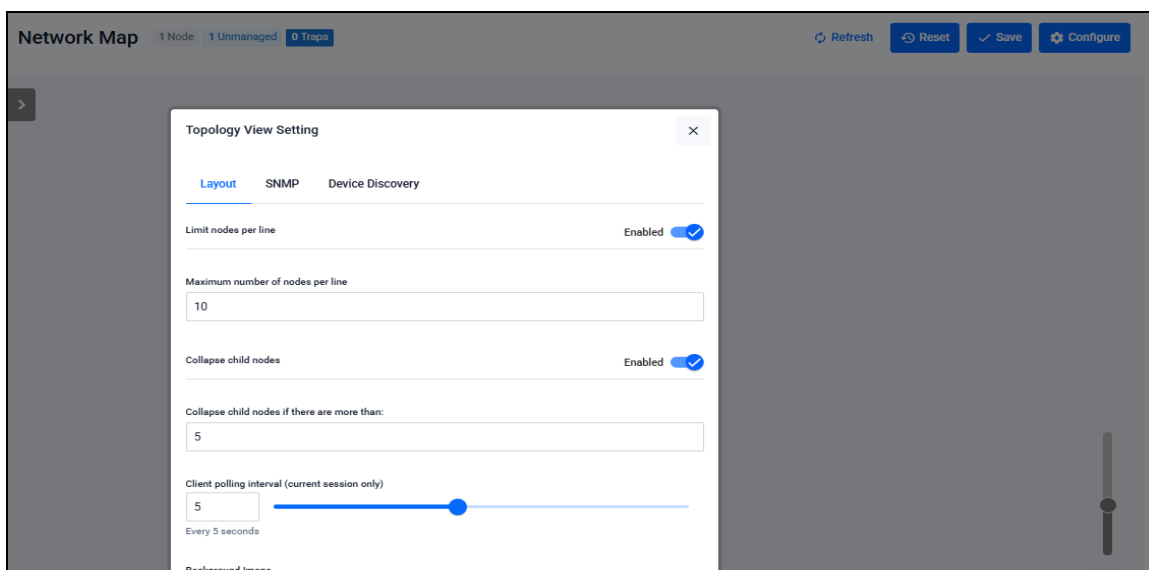 Network Map 1 Node 1 Unmanaged 0 Traps Refresh Reset Save Configure
Topology View Setting
Layout SNMP Device Discovery
Limit nodes per line Enabled
Maximum number of nodes per line
10
Collapse child nodes Enabled
Collapse child nodes if there are more than:
5
Client polling interval (current session only)
5
Every 5 seconds
Background Image